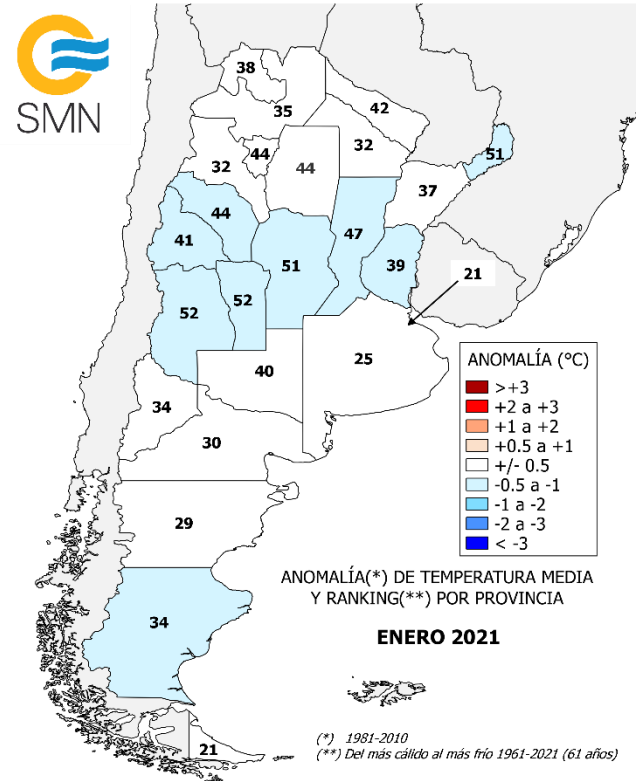 SMN
38
35
42
32
44
44
32
51
37
44
41
47
51
39
52
52
21
25
40
34
30
29
34
21
ANOMALÍA (°C)
>+3
+2 a +3
+1 a +2
+0.5 a +1
+/- 0.5
-0.5 a -1
-1 a -2
-2 a -3
< -3
ANOMALÍA(*) DE TEMPERATURA MEDIA
Y RANKING(**) POR PROVINCIA
ENERO 2021
(*) 1981-2010
(**) Del más cálido al más frío 1961-2021 (61 años)